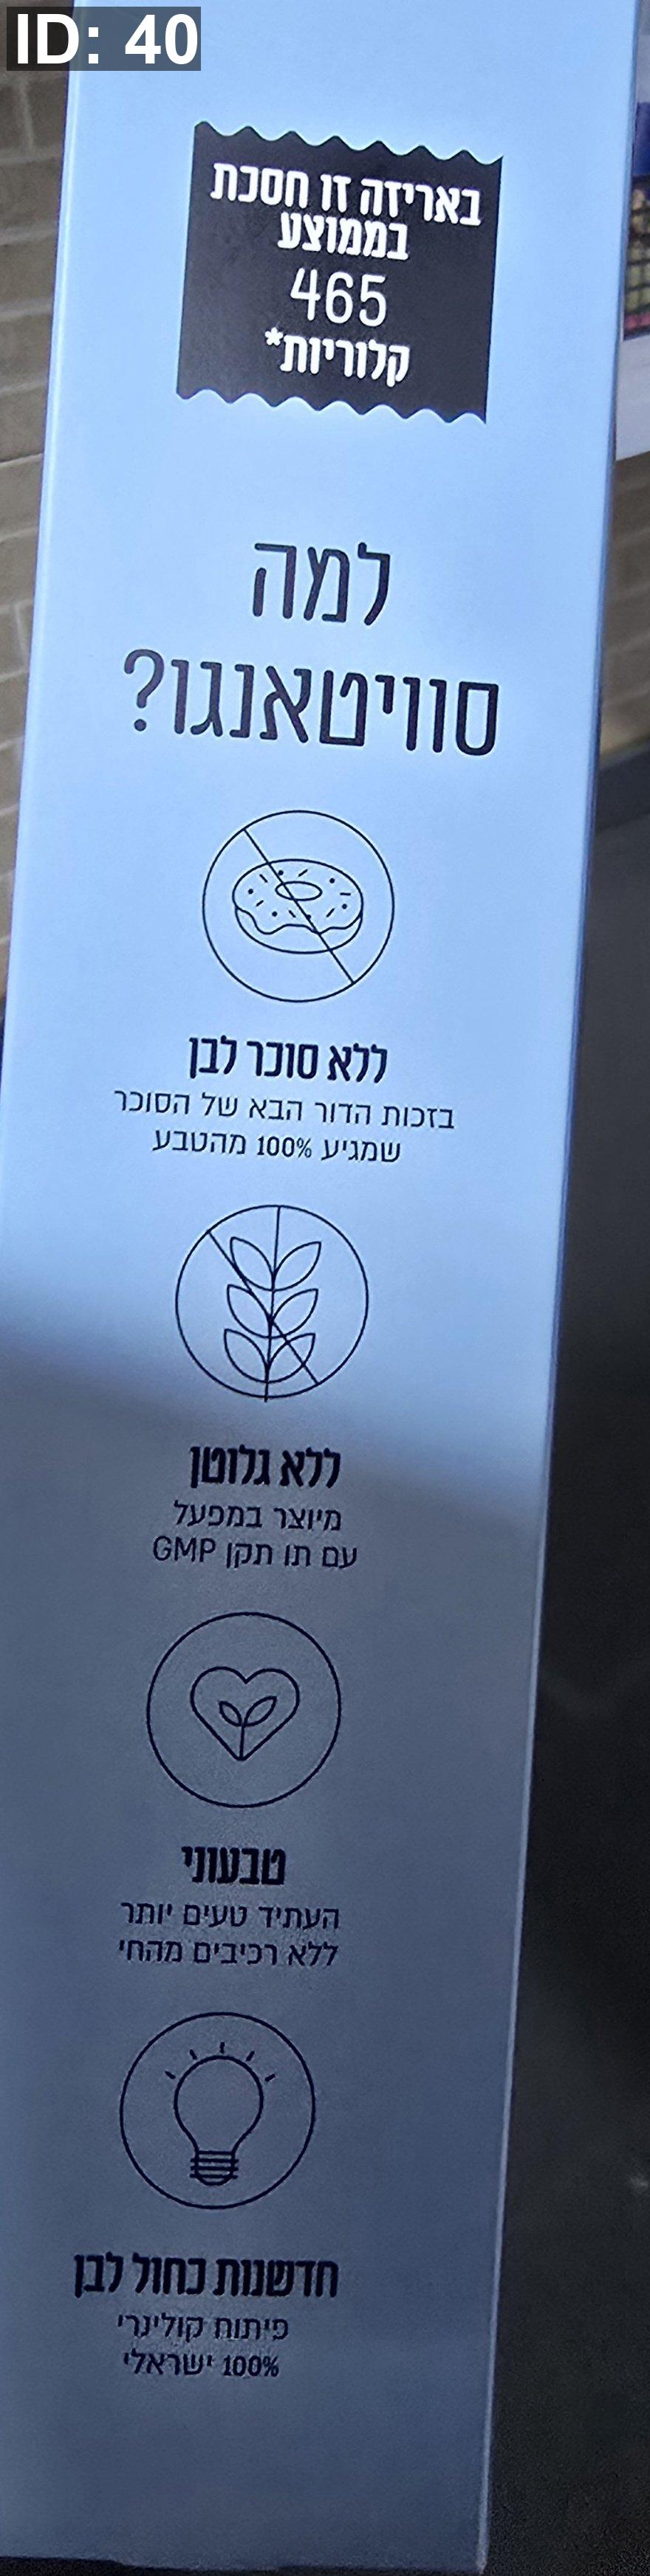 ID: 40
באריזה זו חסכת
בממוצע
465
קלוריות*
למה
סוויטאנגו?
ללא סוכר לבן
בזכות הדור הבא של הסוכר
שמגיע 100% מהטבע
ללא גלוטן
מיוצר במפעל
עם תו תקן GMP
טבעוני
העתיד טעים יותר
ללא רכיבים מהחי
חדשנות כחול לבן
פיתוח קולינרי
100% ישראלי